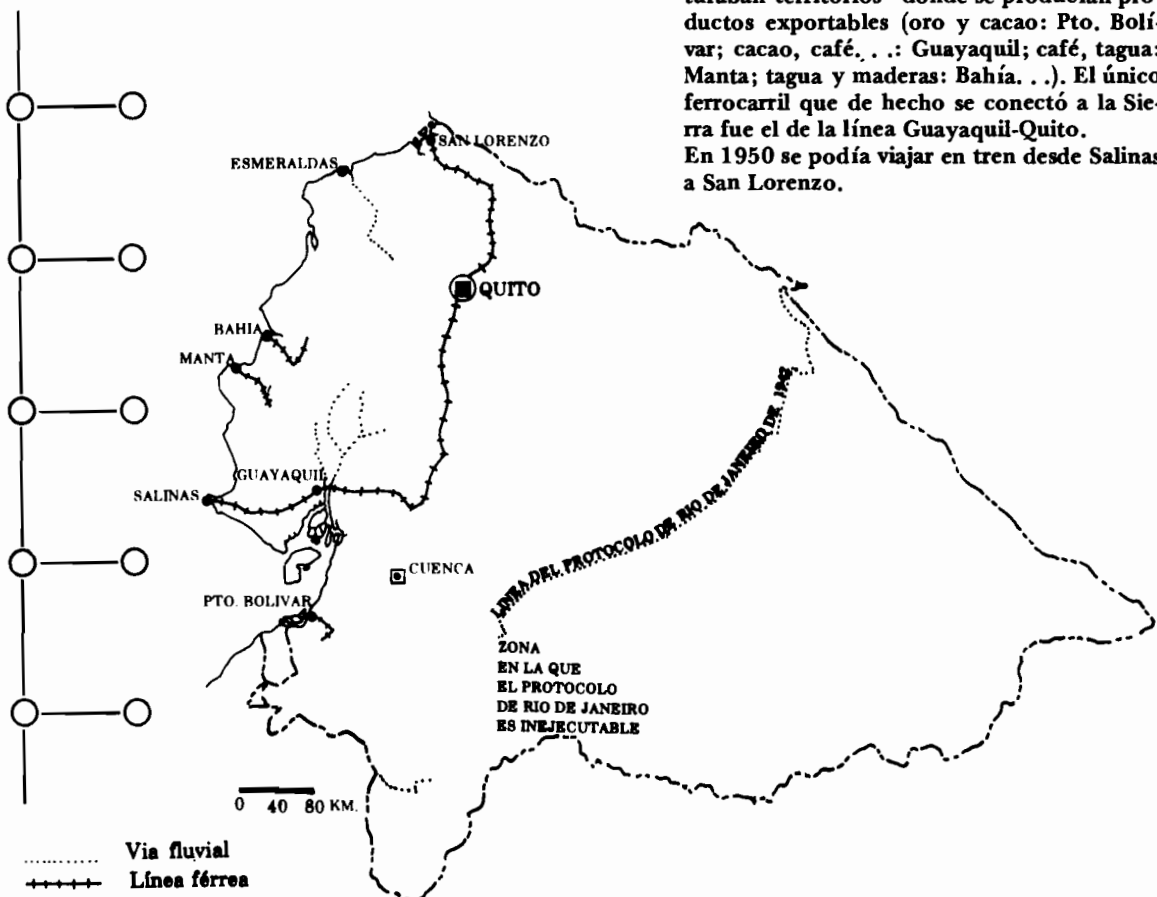 turaban territorios donde se producían pro-
ductos exportables (oro y cacao: Pto. Bolí-
var; cacao, café. . .: Guayaquil; café, tagua:
Manta; tagua y maderas: Bahía. . .). El único
ferrocarril que de hecho se conectó a la Sie-
rra fue el de la línea Guayaquil-Quito.
En 1950 se podía viajar en tren desde Salinas
a San Lorenzo.
SAN LORENZO
ESMERALDAS
QUITO
BAHIA
MANTA
GUAYAQUIL
SALINAS
CUENCA
PTO. BOLIVAR
LINEA DEL PROTOCOLO DE RIO DE JANEIRO DE 1942
ZONA
EN LA QUE
EL PROTOCOLO
DE RIO DE JANEIRO
ES INEJECUTABLE
0 40 80 KM.
Via fluvial
Línea férrea